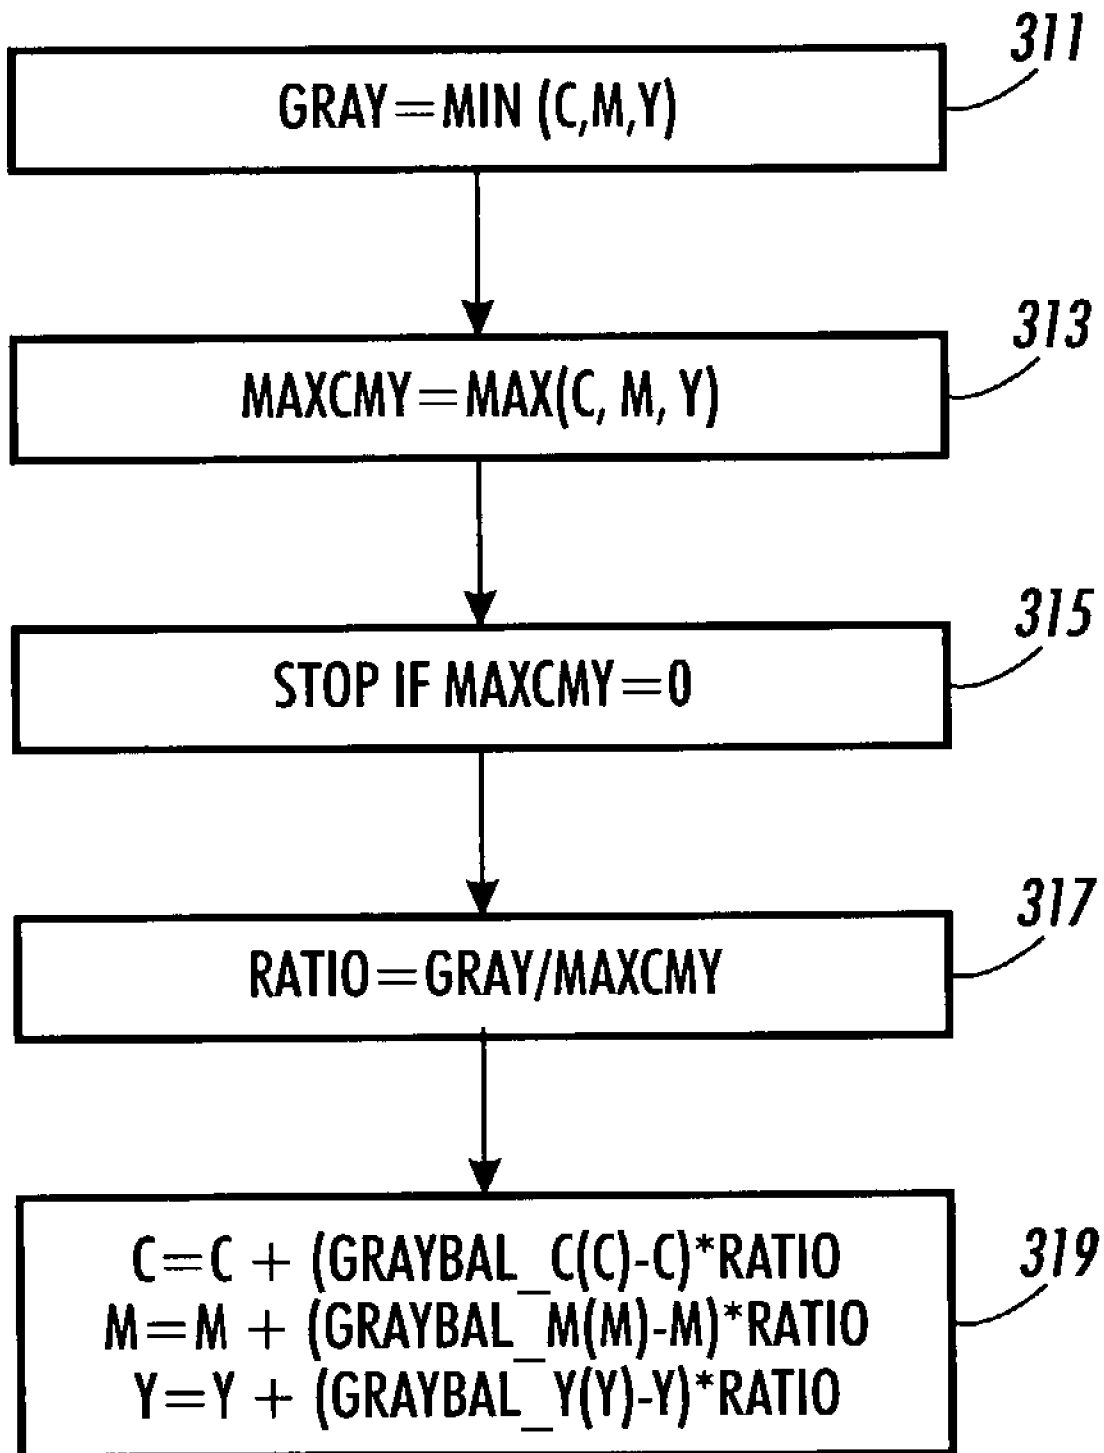 311
GRAY=MIN (C,M,Y)
313
MAXCMY=MAX(C, M, Y)
315
STOP IF MAXCMY=0
317
RATIO=GRAY/MAXCMY
319
C=C + (GRAYBAL_C(C)-C)*RATIO
M=M + (GRAYBAL_M(M)-M)*RATIO
Y=Y + (GRAYBAL_Y(Y)-Y)*RATIO